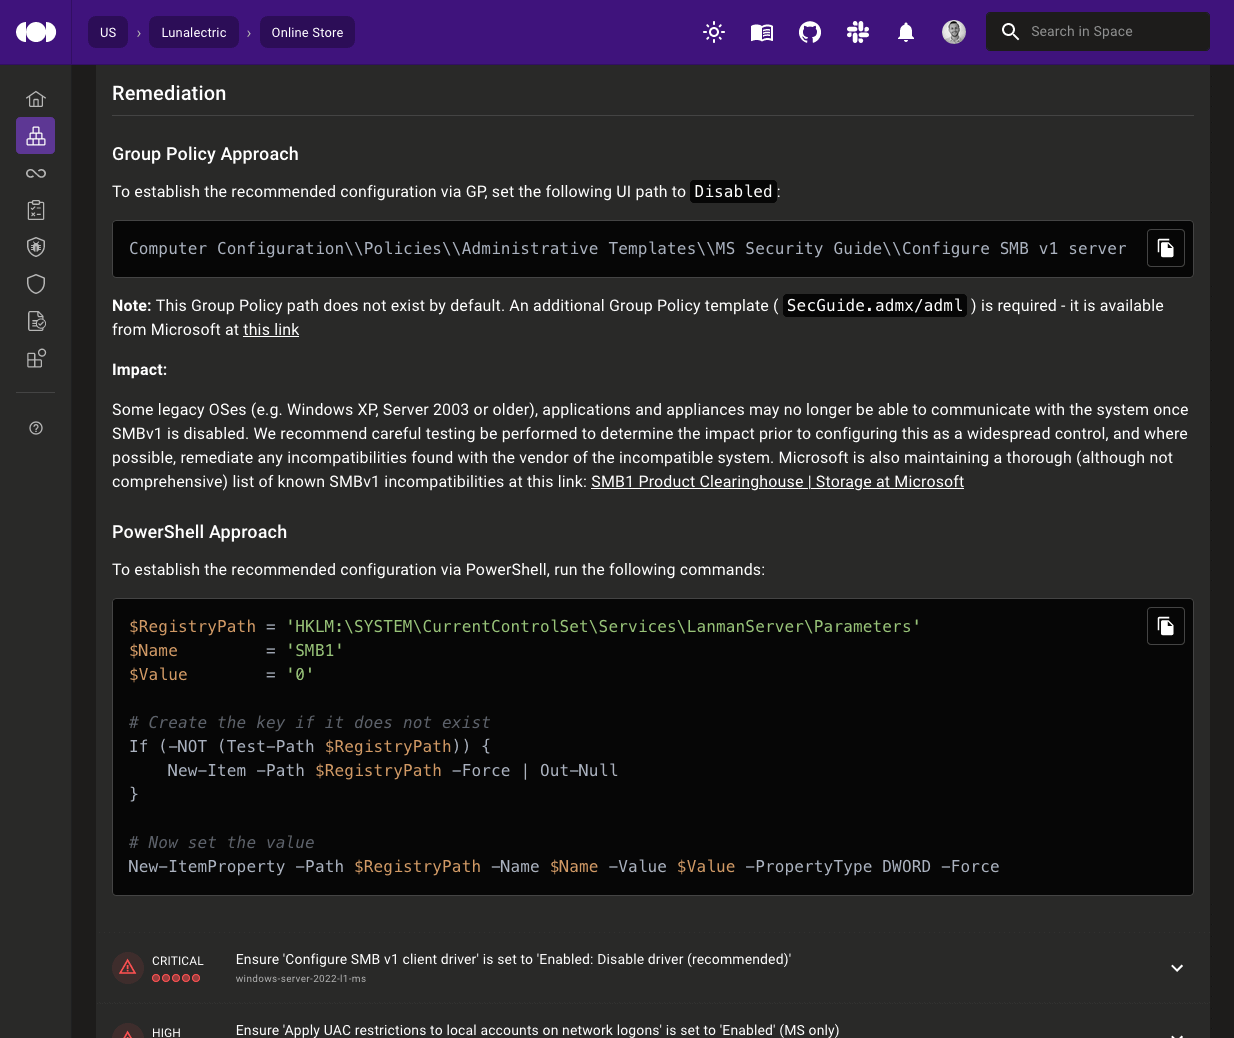 US › Lunalectric › Online Store
Search in Space
Remediation
Group Policy Approach
To establish the recommended configuration via GP, set the following UI path to Disabled:
Computer Configuration\\Policies\\Administrative Templates\\MS Security Guide\\Configure SMB v1 server
Note: This Group Policy path does not exist by default. An additional Group Policy template ( SecGuide.admx/adml ) is required - it is available
from Microsoft at this link
Impact:
Some legacy OSes (e.g. Windows XP, Server 2003 or older), applications and appliances may no longer be able to communicate with the system once
SMBv1 is disabled. We recommend careful testing be performed to determine the impact prior to configuring this as a widespread control, and where
possible, remediate any incompatibilities found with the vendor of the incompatible system. Microsoft is also maintaining a thorough (although not
comprehensive) list of known SMBv1 incompatibilities at this link: SMB1 Product Clearinghouse | Storage at Microsoft
PowerShell Approach
To establish the recommended configuration via PowerShell, run the following commands:
$RegistryPath = 'HKLM:\SYSTEM\CurrentControlSet\Services\LanmanServer\Parameters'
$Name         = 'SMB1'
$Value        = '0'
# Create the key if it does not exist
If (-NOT (Test-Path $RegistryPath)) {
    New-Item -Path $RegistryPath -Force | Out-Null
}
# Now set the value
New-ItemProperty -Path $RegistryPath -Name $Name -Value $Value -PropertyType DWORD -Force
CRITICAL
Ensure 'Configure SMB v1 client driver' is set to 'Enabled: Disable driver (recommended)'
windows-server-2022-l1-ms
HIGH
Ensure 'Apply UAC restrictions to local accounts on network logons' is set to 'Enabled' (MS only)